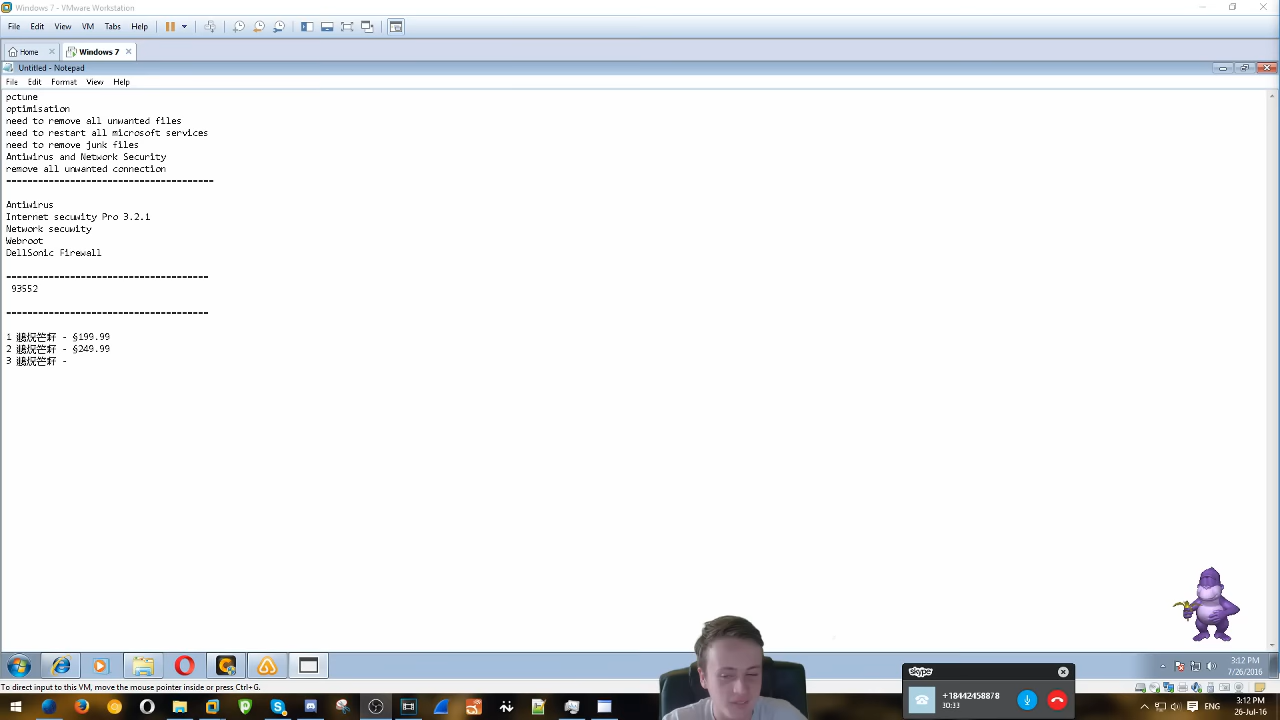 Windows 7 - VMware Workstation
File Edit View VM Tabs Help
Home Windows 7
Untitled - Notepad
File Edit Format View Help
pctune
optimisation
need to remove all unwanted files
need to restart all microsoft services
need to remove junk files
Antiwirus and Network Security
remove all unwanted connection
---------------------------------------
Antiwirus
Internet secuwity Pro 3.2.1
Network secuwity
Webroot
DellSonic Firewall
--------------------------------------
93552
--------------------------------------
1 - §199.99
2 - §249.99
3 -
3:12 PM
7/26/2016
skype
+18442458878
30:33
To direct input to this VM, move the mouse pointer inside or press Ctrl+G.
ENG
3:12 PM
26-Jul-16